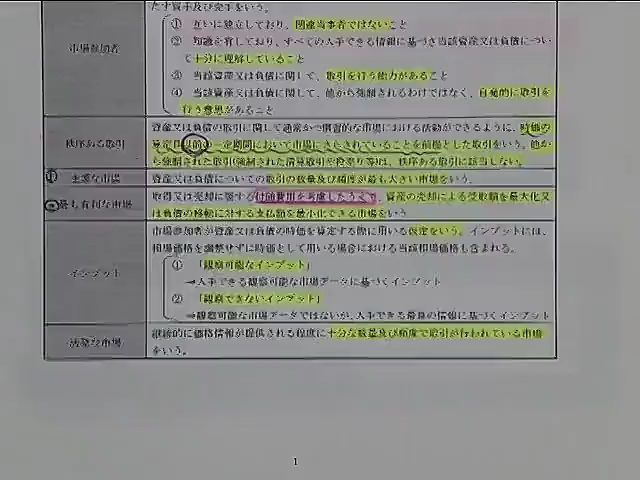 たす買手及び売手をいう。
市場参加者
① 互いに独立しており、関連当事者ではないこと
② 知識を有しており、すべての入手できる情報に基づき当該資産又は負債につい
て十分に理解していること
③ 当該資産又は負債に関して、取引を行う能力があること
④ 当該資産又は負債に関して、他から強制されるわけではなく、自発的に取引を
行う意思があること
秩序ある取引
資産又は負債の取引に関して通常かつ慣習的な市場における活動ができるように、時価の
算定日以前の一定期間において市場にさらされていることを前提とした取引をいう。他か
ら強制された取引(強制された清算取引や投売り等)は、秩序ある取引に該当しない。
① 主要な市場
資産又は負債についての取引の数量及び頻度が最も大きい市場をいう。
② 最も有利な市場
取得又は売却に要する付随費用を考慮したうえで、資産の売却による受取額を最大化又
は負債の移転に対する支払額を最小化できる市場をいう
インプット
市場参加者が資産又は負債の時価を算定する際に用いる仮定をいう。インプットには、
相場価格を調整せずに時価として用いる場合における当該相場価格も含まれる。
① 「観察可能なインプット」
→入手できる観察可能な市場データに基づくインプット
② 「観察できないインプット」
→観察可能な市場データではないが、入手できる最良の情報に基づくインプット
活発な市場
継続的に価格情報が提供される程度に十分な数量及び頻度で取引が行われている市場
をいう。
1